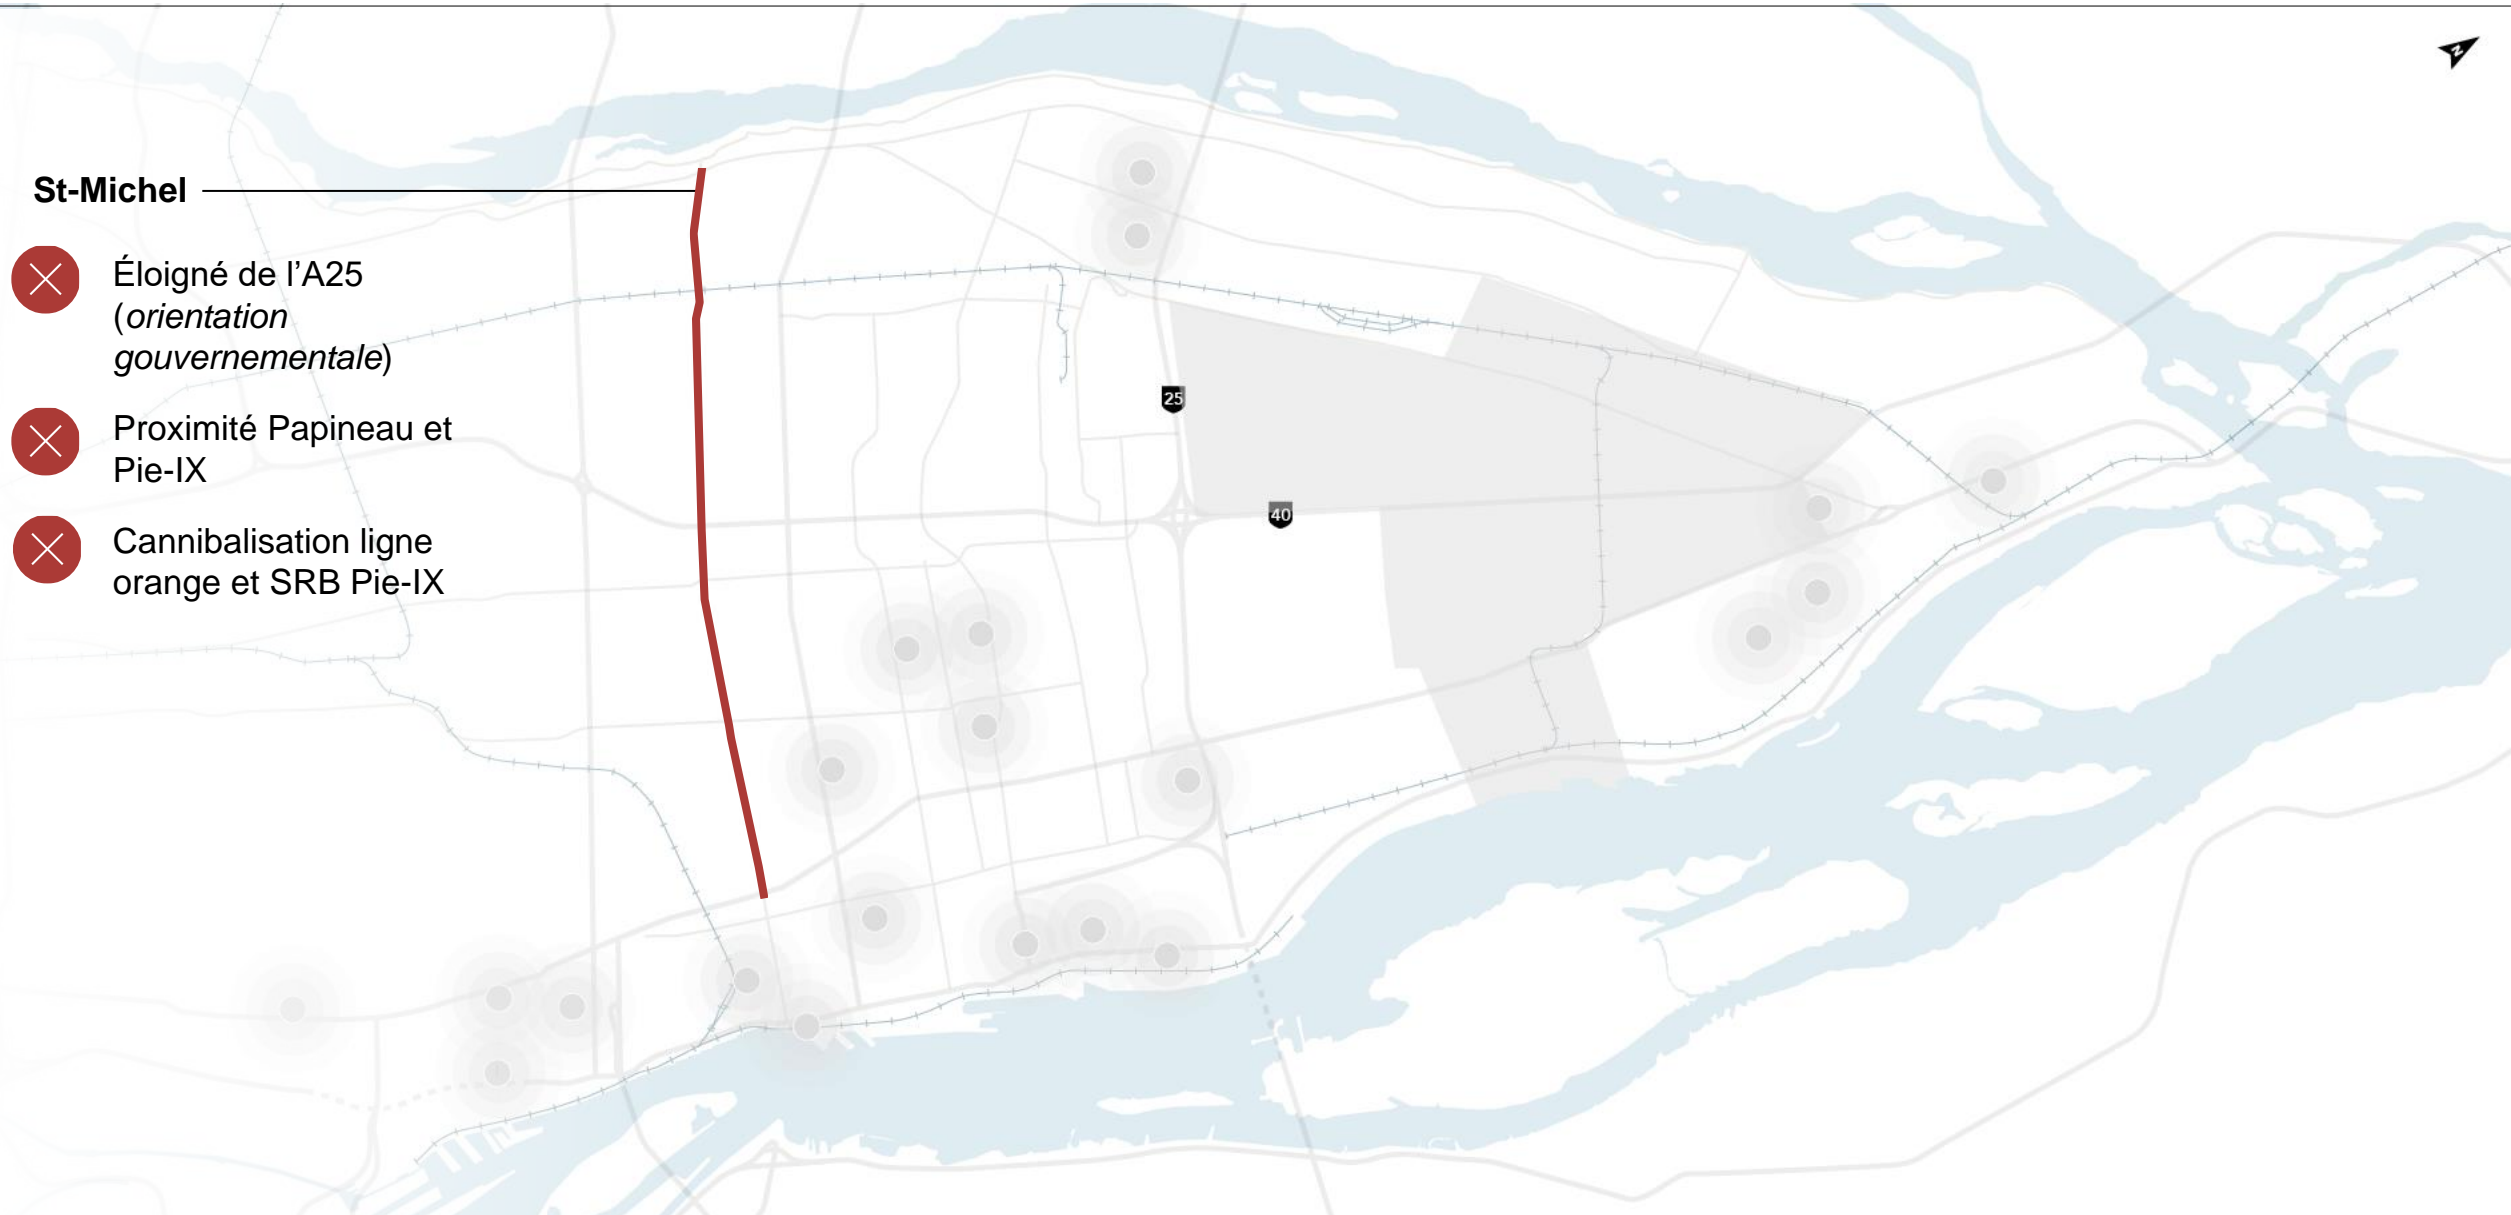 N
St-Michel
Éloigné de l’A25
(orientation
gouvernementale)
25
Proximité Papineau et
Pie-IX
40
Cannibalisation ligne
orange et SRB Pie-IX